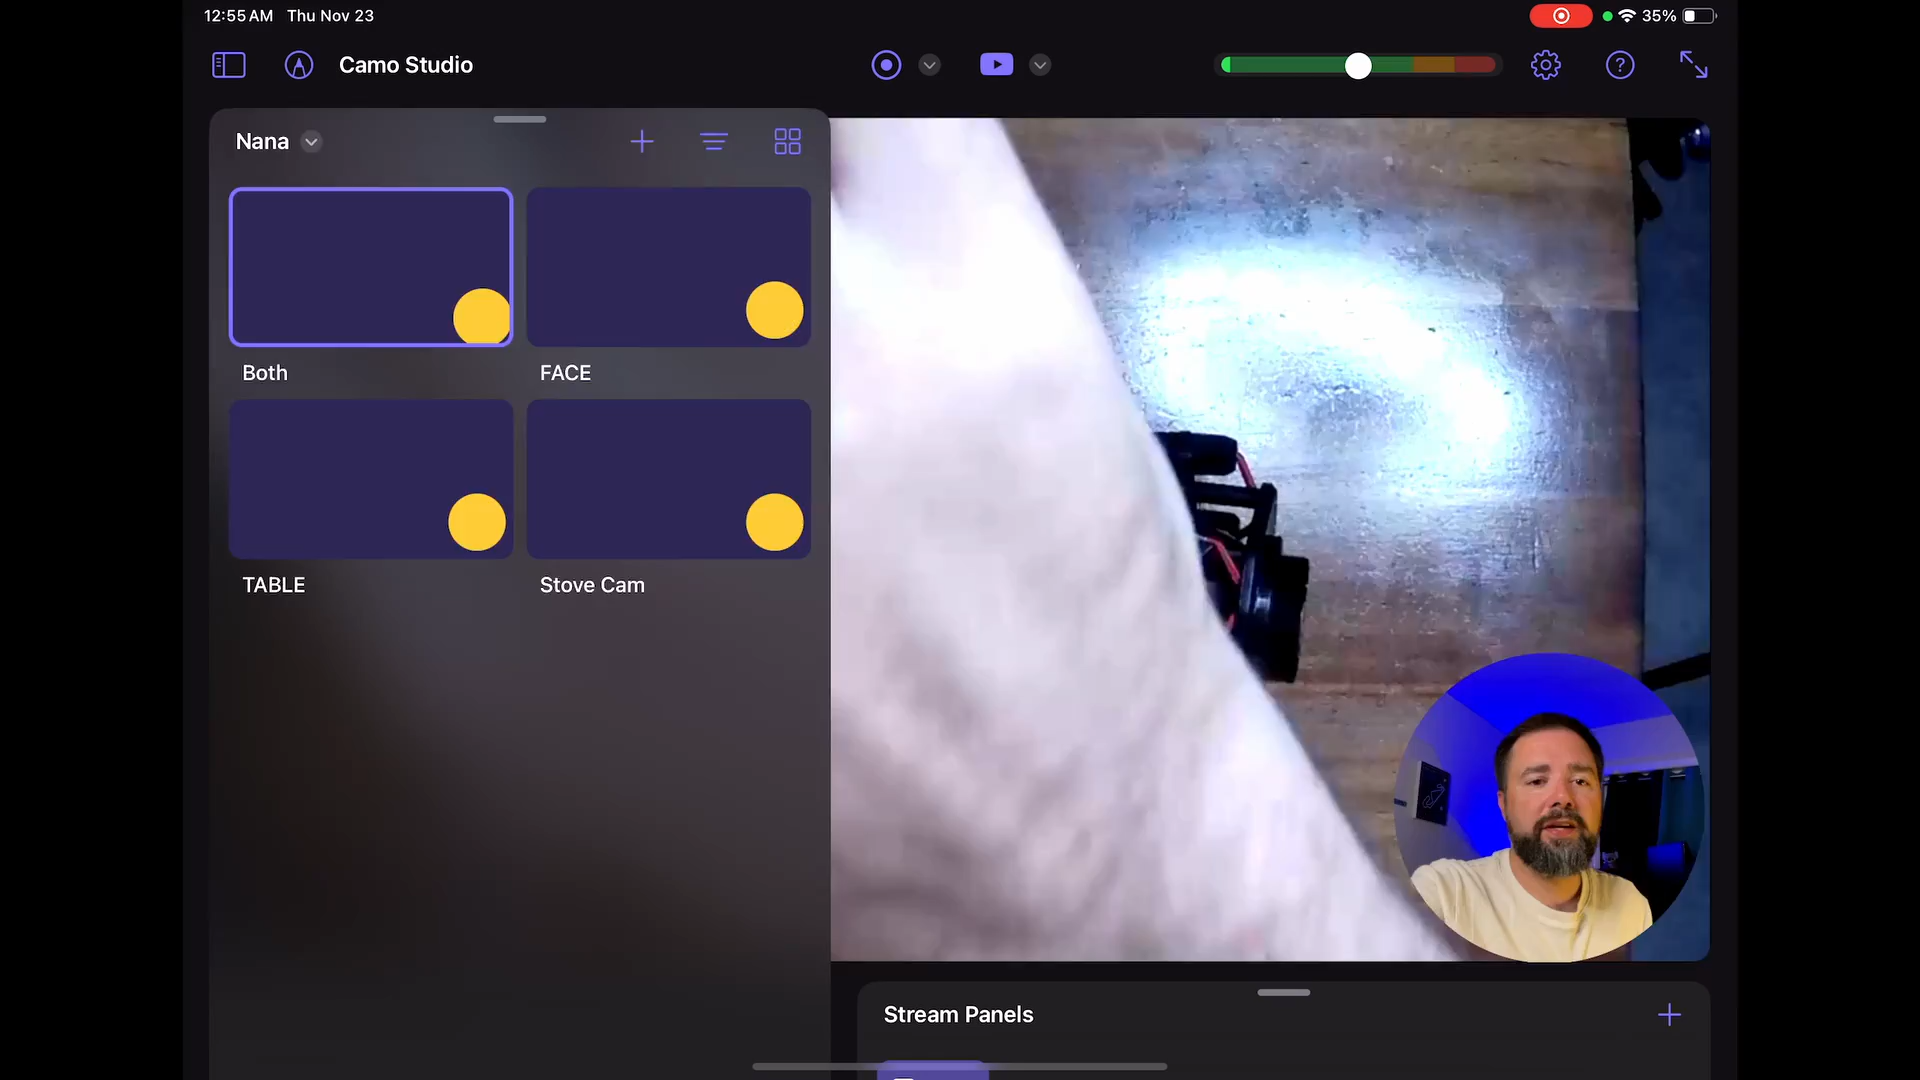 12:55 AM Thu Nov 23
35%
Camo Studio
Nana
Both
FACE
TABLE
Stove Cam
Stream Panels